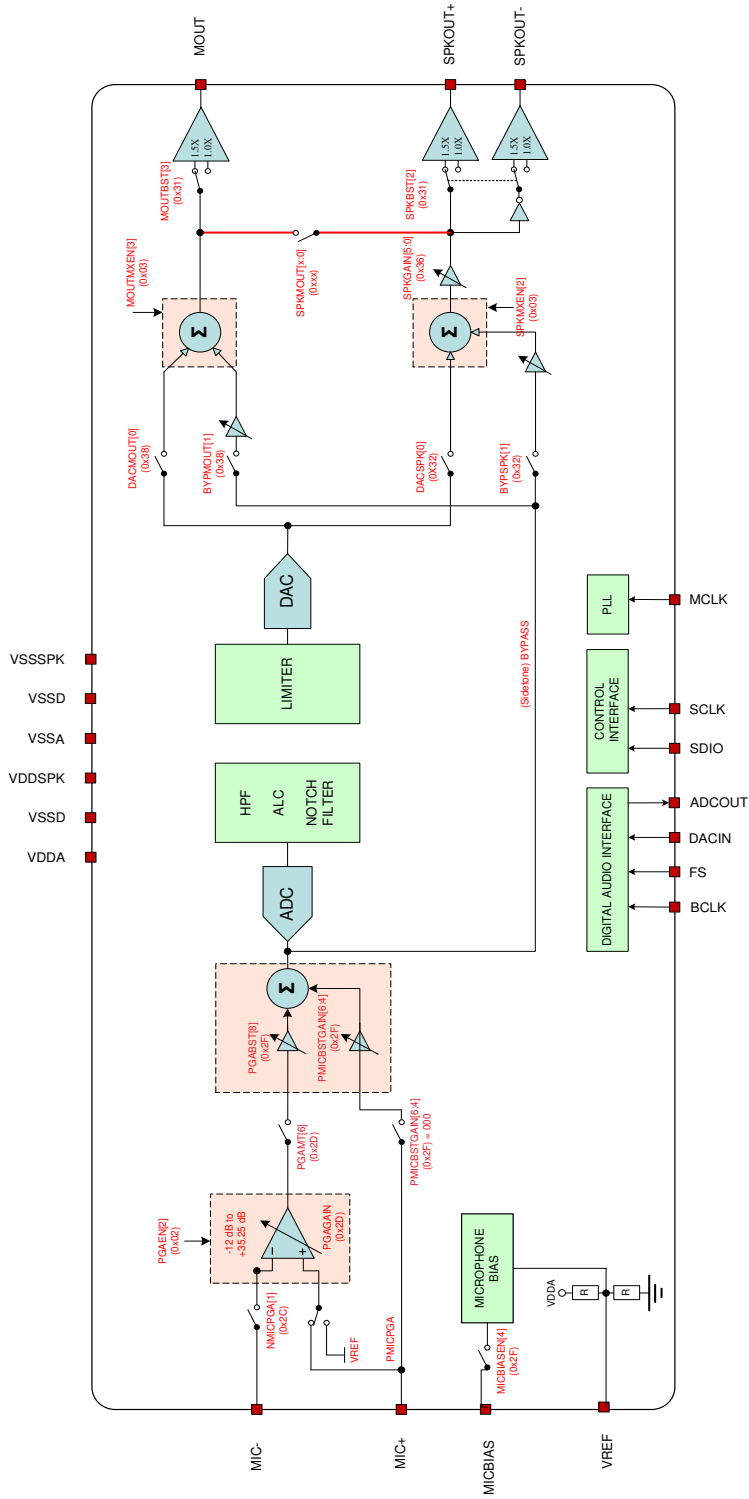 MOUT
SPKOUT+
SPKOUT-
1.5X
1.0X
1.5X
1.0X
1.5X
1.0X
MOUTBST[3]
(0x31)
SPKBST[2]
(0x31)
MOUTMXEN[3]
(0x03)
SPKMOUT[x:0]
(0xxx)
SPKGAIN[5:0]
(0x36)
SPKMXEN[2]
(0x03)
Σ
Σ
DACMOUT[0]
(0x38)
BYPMOUT[1]
(0x38)
DACSPK[0]
(0X32)
BYPSPK[1]
(0x32)
DAC
LIMITER
(Sidetone) BYPASS
VSSSPK
VSSD
VSSA
VDDSPK
VSSD
VDDA
HPF
ALC
NOTCH
FILTER
ADC
PLL
CONTROL
INTERFACE
DIGITAL AUDIO INTERFACE
MCLK
SCLK
SDIO
ADCOUT
DACIN
FS
BCLK
Σ
PGABST[8]
(0x2F)
PMICBSTGAIN[6:4]
(0x2F)
PGAMT[6]
(0x2D)
PMICBSTGAIN[6:4]
(0x2F) = 000
PGAEN[2]
(0x02)
-12 dB to
+35.25 dB
PGAGAIN
(0x2D)
-
+
NMICPGA[1]
(0x2C)
VREF
PMICPGA
MICROPHONE
BIAS
MICBIASEN[4]
(0x2F)
VDDA
R
R
MIC-
MIC+
MICBIAS
VREF